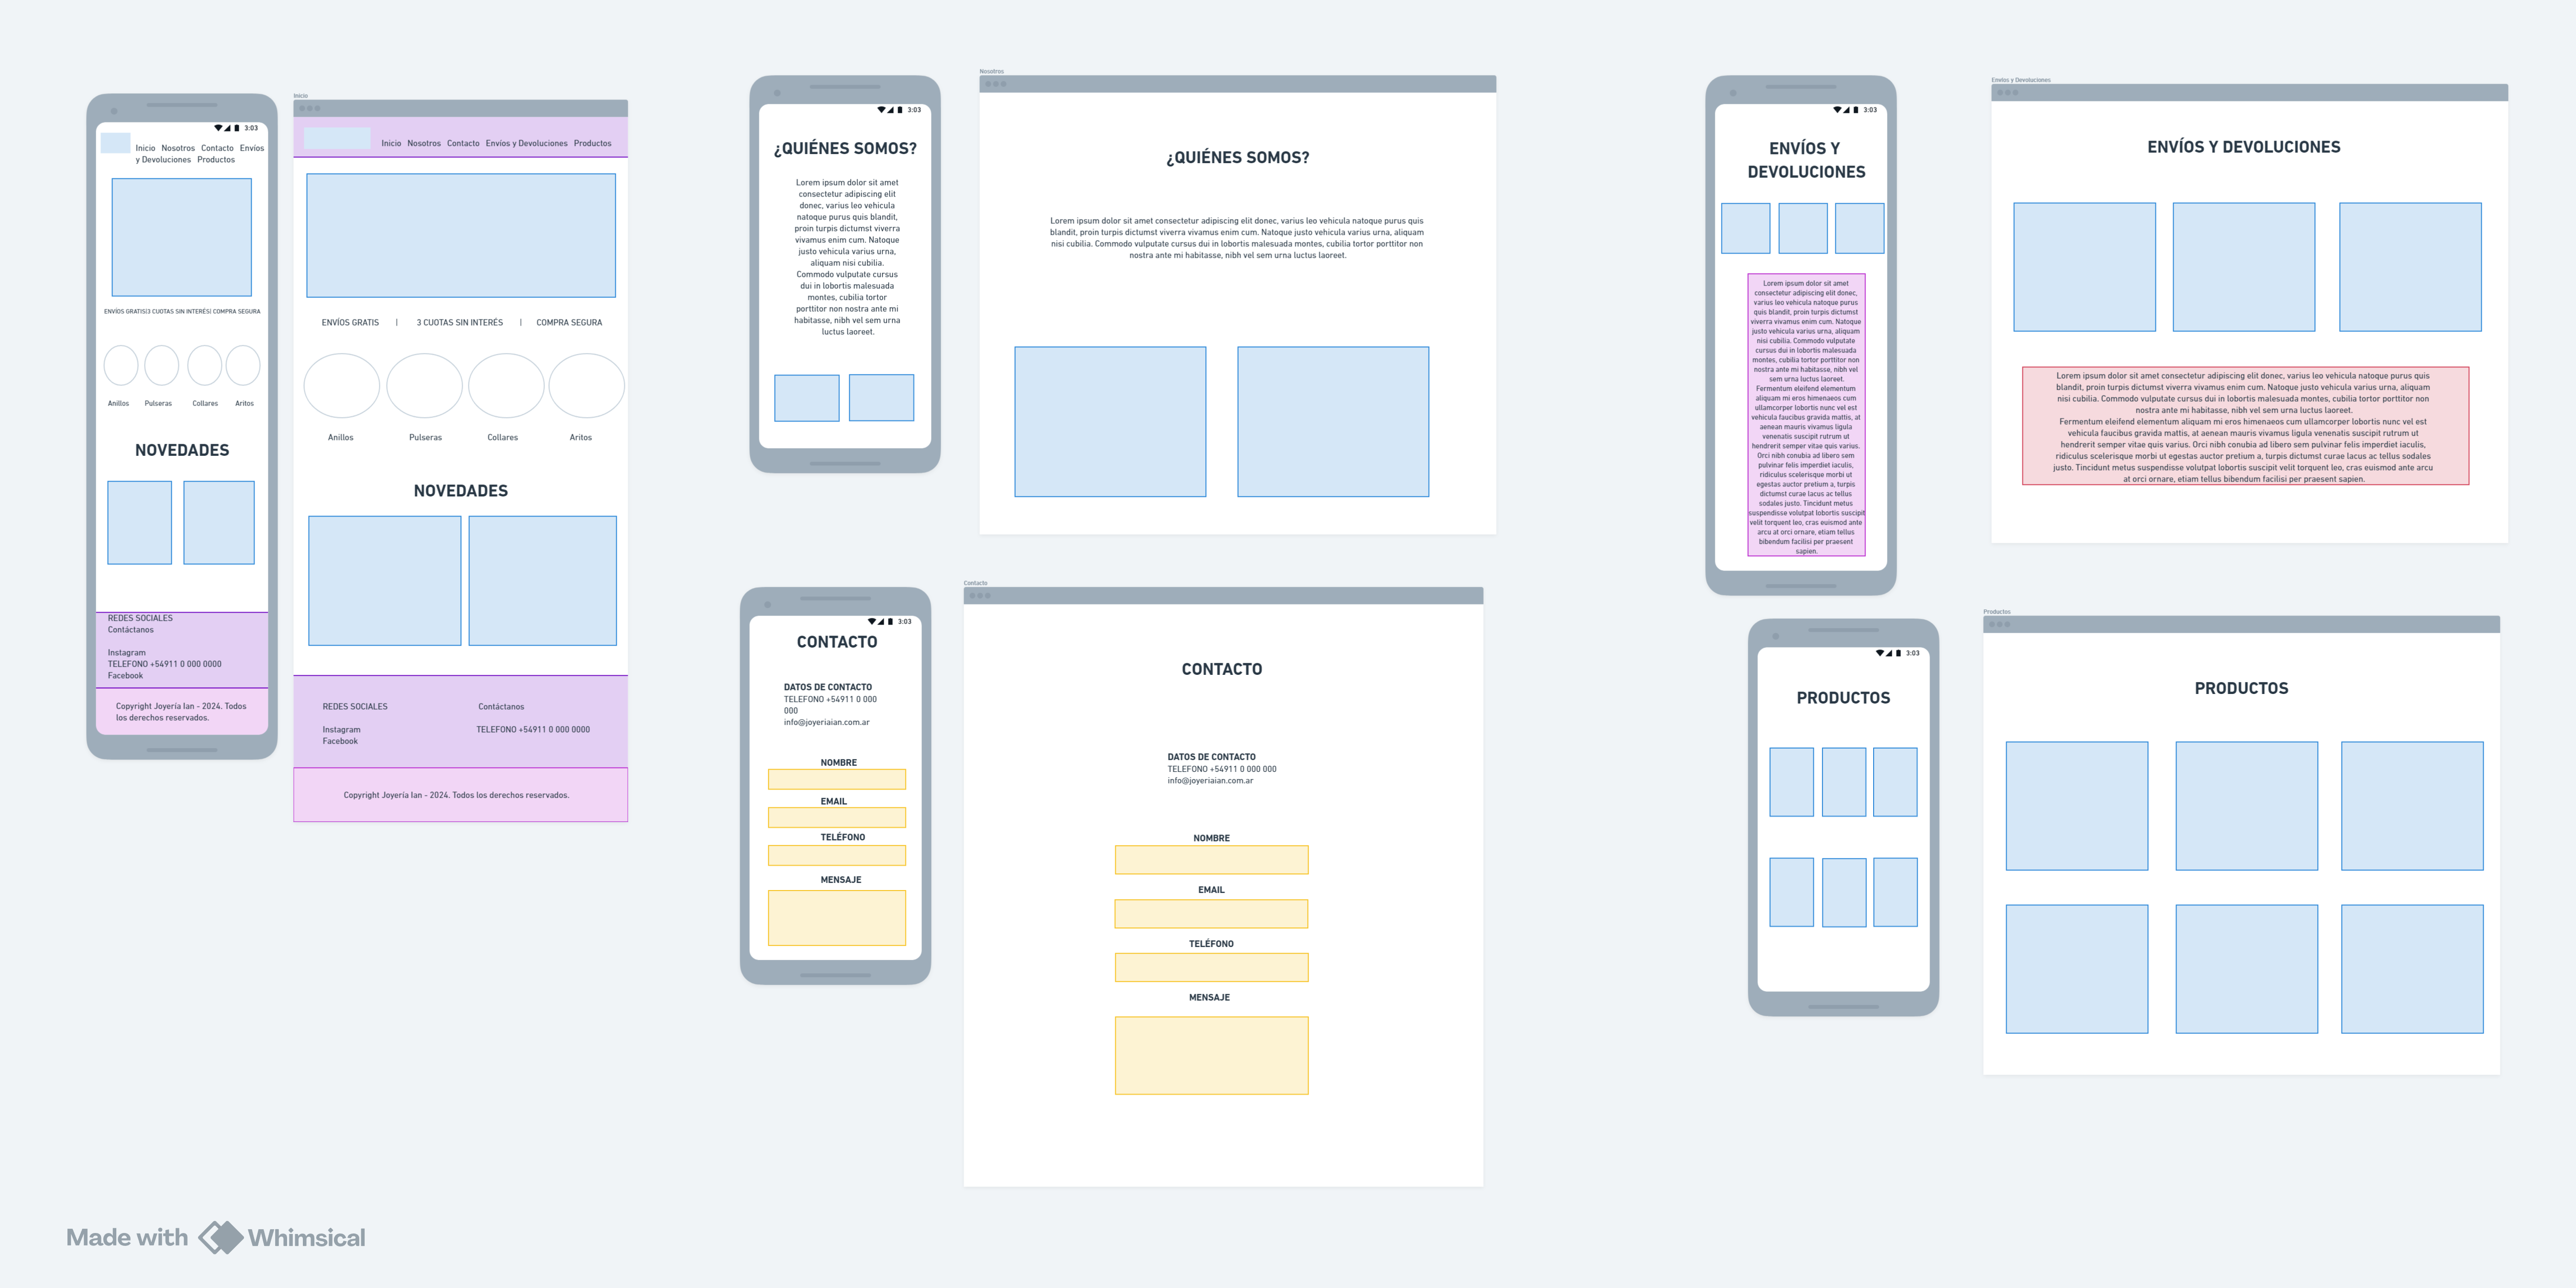 3:03
Inicio Nosotros Contacto Envíos
y Devoluciones Productos
ENVÍOS GRATIS|3 CUOTAS SIN INTERÉS| COMPRA SEGURA
Anillos Pulseras Collares Aritos
NOVEDADES
REDES SOCIALES
Contáctanos
Instagram
TELEFONO +54911 0 000 0000
Facebook
Copyright Joyería Ian - 2024. Todos
los derechos reservados.
Inicio
Inicio Nosotros Contacto Envíos y Devoluciones Productos
ENVÍOS GRATIS | 3 CUOTAS SIN INTERÉS | COMPRA SEGURA
Anillos Pulseras Collares Aritos
NOVEDADES
REDES SOCIALES Contáctanos
Instagram TELEFONO +54911 0 000 0000
Facebook
Copyright Joyería Ian - 2024. Todos los derechos reservados.
3:03
¿QUIÉNES SOMOS?
Lorem ipsum dolor sit amet
consectetur adipiscing elit
donec, varius leo vehicula
natoque purus quis blandit,
proin turpis dictumst viverra
vivamus enim cum. Natoque
justo vehicula varius urna,
aliquam nisi cubilia.
Commodo vulputate cursus
dui in lobortis malesuada
montes, cubilia tortor
porttitor non nostra ante mi
habitasse, nibh vel sem urna
luctus laoreet.
Nosotros
¿QUIÉNES SOMOS?
Lorem ipsum dolor sit amet consectetur adipiscing elit donec, varius leo vehicula natoque purus quis
blandit, proin turpis dictumst viverra vivamus enim cum. Natoque justo vehicula varius urna, aliquam
nisi cubilia. Commodo vulputate cursus dui in lobortis malesuada montes, cubilia tortor porttitor non
nostra ante mi habitasse, nibh vel sem urna luctus laoreet.
3:03
CONTACTO
DATOS DE CONTACTO
TELEFONO +54911 0 000
000
info@joyeriaian.com.ar
NOMBRE
EMAIL
TELÉFONO
MENSAJE
Contacto
CONTACTO
DATOS DE CONTACTO
TELEFONO +54911 0 000 000
info@joyeriaian.com.ar
NOMBRE
EMAIL
TELÉFONO
MENSAJE
3:03
ENVÍOS Y
DEVOLUCIONES
Lorem ipsum dolor sit amet
consectetur adipiscing elit donec,
varius leo vehicula natoque purus
quis blandit, proin turpis dictumst
viverra vivamus enim cum. Natoque
justo vehicula varius urna, aliquam
nisi cubilia. Commodo vulputate
cursus dui in lobortis malesuada
montes, cubilia tortor porttitor non
nostra ante mi habitasse, nibh vel
sem urna luctus laoreet.
Fermentum eleifend elementum
aliquam mi eros himenaeos cum
ullamcorper lobortis nunc vel est
vehicula faucibus gravida mattis, at
aenean mauris vivamus ligula
venenatis suscipit rutrum ut
hendrerit semper vitae quis varius.
Orci nibh conubia ad libero sem
pulvinar felis imperdiet iaculis,
ridiculus scelerisque morbi ut
egestas auctor pretium a, turpis
dictumst curae lacus ac tellus
sodales justo. Tincidunt metus
suspendisse volutpat lobortis suscipit
velit torquent leo, cras euismod ante
arcu at orci ornare, etiam tellus
bibendum facilisi per praesent
sapien.
Envíos y Devoluciones
ENVÍOS Y DEVOLUCIONES
Lorem ipsum dolor sit amet consectetur adipiscing elit donec, varius leo vehicula natoque purus quis
blandit, proin turpis dictumst viverra vivamus enim cum. Natoque justo vehicula varius urna, aliquam
nisi cubilia. Commodo vulputate cursus dui in lobortis malesuada montes, cubilia tortor porttitor non
nostra ante mi habitasse, nibh vel sem urna luctus laoreet.
Fermentum eleifend elementum aliquam mi eros himenaeos cum ullamcorper lobortis nunc vel est
vehicula faucibus gravida mattis, at aenean mauris vivamus ligula venenatis suscipit rutrum ut
hendrerit semper vitae quis varius. Orci nibh conubia ad libero sem pulvinar felis imperdiet iaculis,
ridiculus scelerisque morbi ut egestas auctor pretium a, turpis dictumst curae lacus ac tellus sodales
justo. Tincidunt metus suspendisse volutpat lobortis suscipit velit torquent leo, cras euismod ante arcu
at orci ornare, etiam tellus bibendum facilisi per praesent sapien.
3:03
PRODUCTOS
Productos
PRODUCTOS
Made with Whimsical